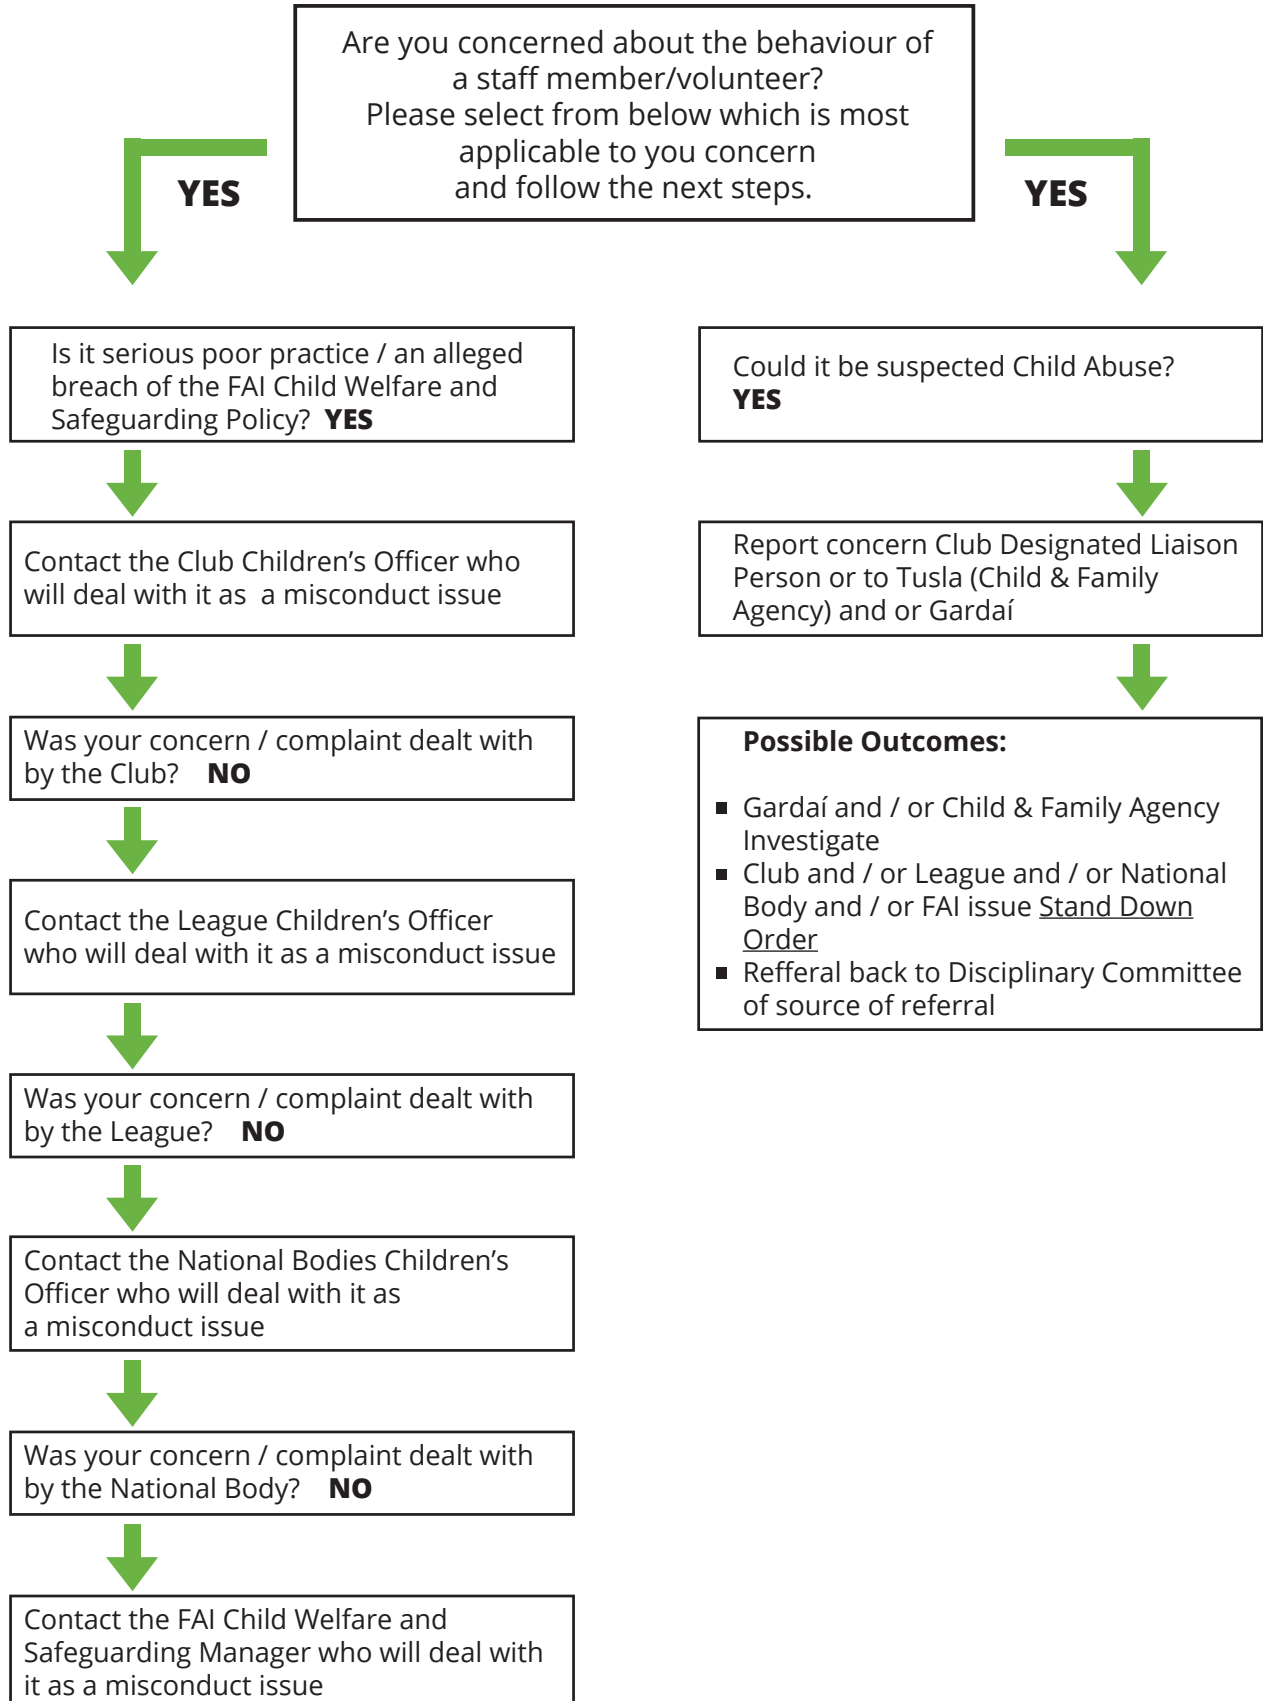 Are you concerned about the behaviour of
a staff member/volunteer?
Please select from below which is most
applicable to you concern
and follow the next steps.
YES
YES
Is it serious poor practice / an alleged
breach of the FAI Child Welfare and
Safeguarding Policy? YES
Contact the Club Children’s Officer who
will deal with it as a misconduct issue
Was your concern / complaint dealt with
by the Club? NO
Contact the League Children’s Officer
who will deal with it as a misconduct issue
Was your concern / complaint dealt with
by the League? NO
Contact the National Bodies Children’s
Officer who will deal with it as
a misconduct issue
Was your concern / complaint dealt with
by the National Body? NO
Contact the FAI Child Welfare and
Safeguarding Manager who will deal with
it as a misconduct issue
Could it be suspected Child Abuse?
YES
Report concern Club Designated Liaison
Person or to Tusla (Child & Family
Agency) and or Gardaí
Possible Outcomes:
▪ Gardaí and / or Child & Family Agency
Investigate
▪ Club and / or League and / or National
Body and / or FAI issue Stand Down
Order
▪ Refferal back to Disciplinary Committee
of source of referral